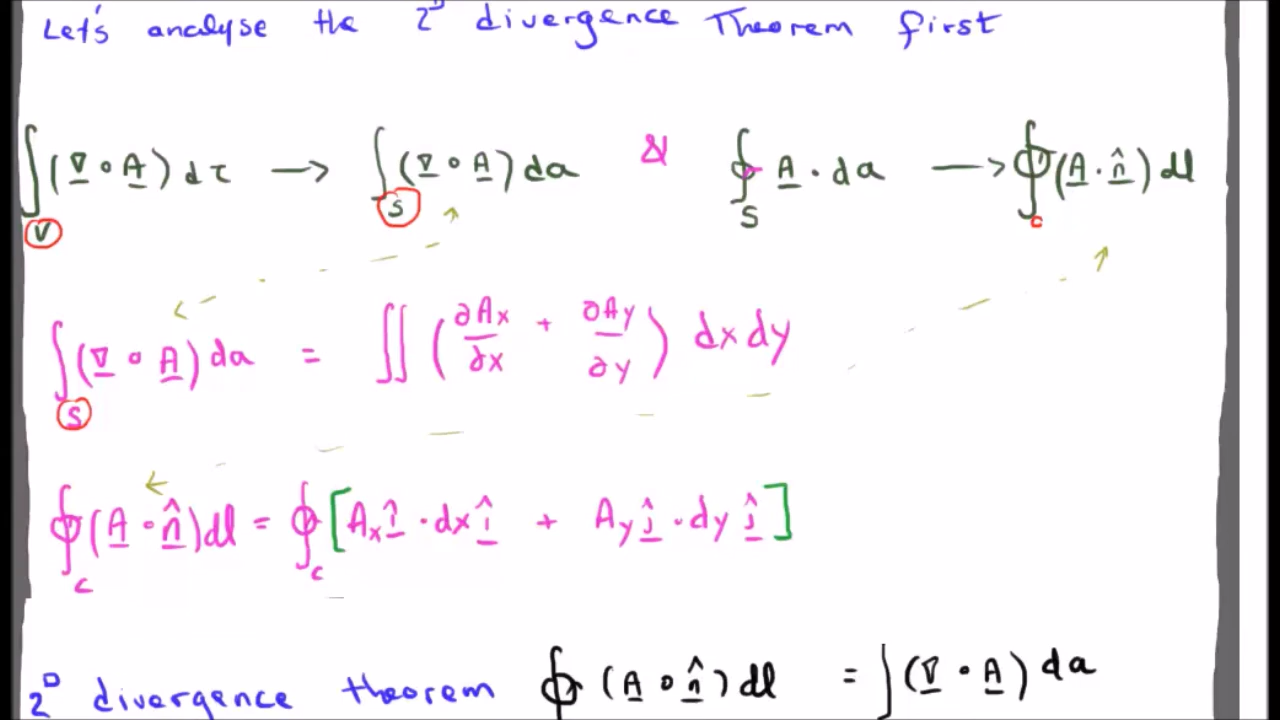 Let's analyse the 2ᴰ divergence Theorem first
∫_V (∇ ∘ A̲) dτ → ∫_S (∇ ∘ A̲) da & ∮_S A̲ · da → ∮_c (A̲ · n̲̂) dl
∫_S (∇ ∘ A̲) da = ∬ (∂Ax/∂x + ∂Ay/∂y) dx dy
∮_c (A̲ ∘ n̲̂) dl = ∮_c [Ax î̲ · dx î̲ + Ay ĵ̲ · dy ĵ̲]
2ᴰ divergence theorem ∮ (A̲ ∘ n̲̂) dl = ∫ (∇ ∘ A̲) da